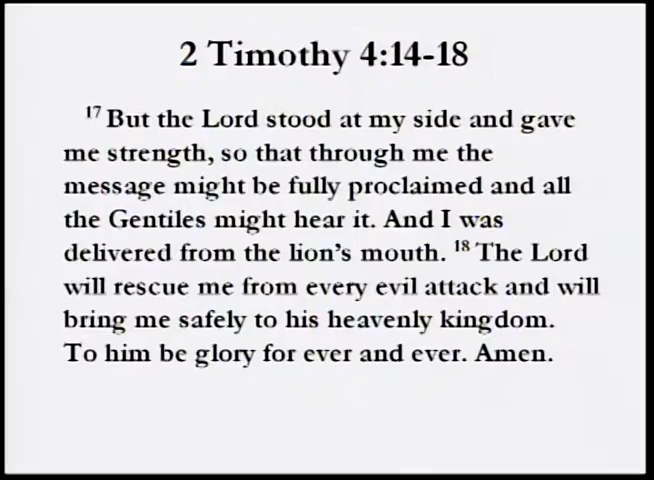 2 Timothy 4:14-18
17 But the Lord stood at my side and gave
me strength, so that through me the
message might be fully proclaimed and all
the Gentiles might hear it. And I was
delivered from the lion's mouth. 18 The Lord
will rescue me from every evil attack and will
bring me safely to his heavenly kingdom.
To him be glory for ever and ever. Amen.